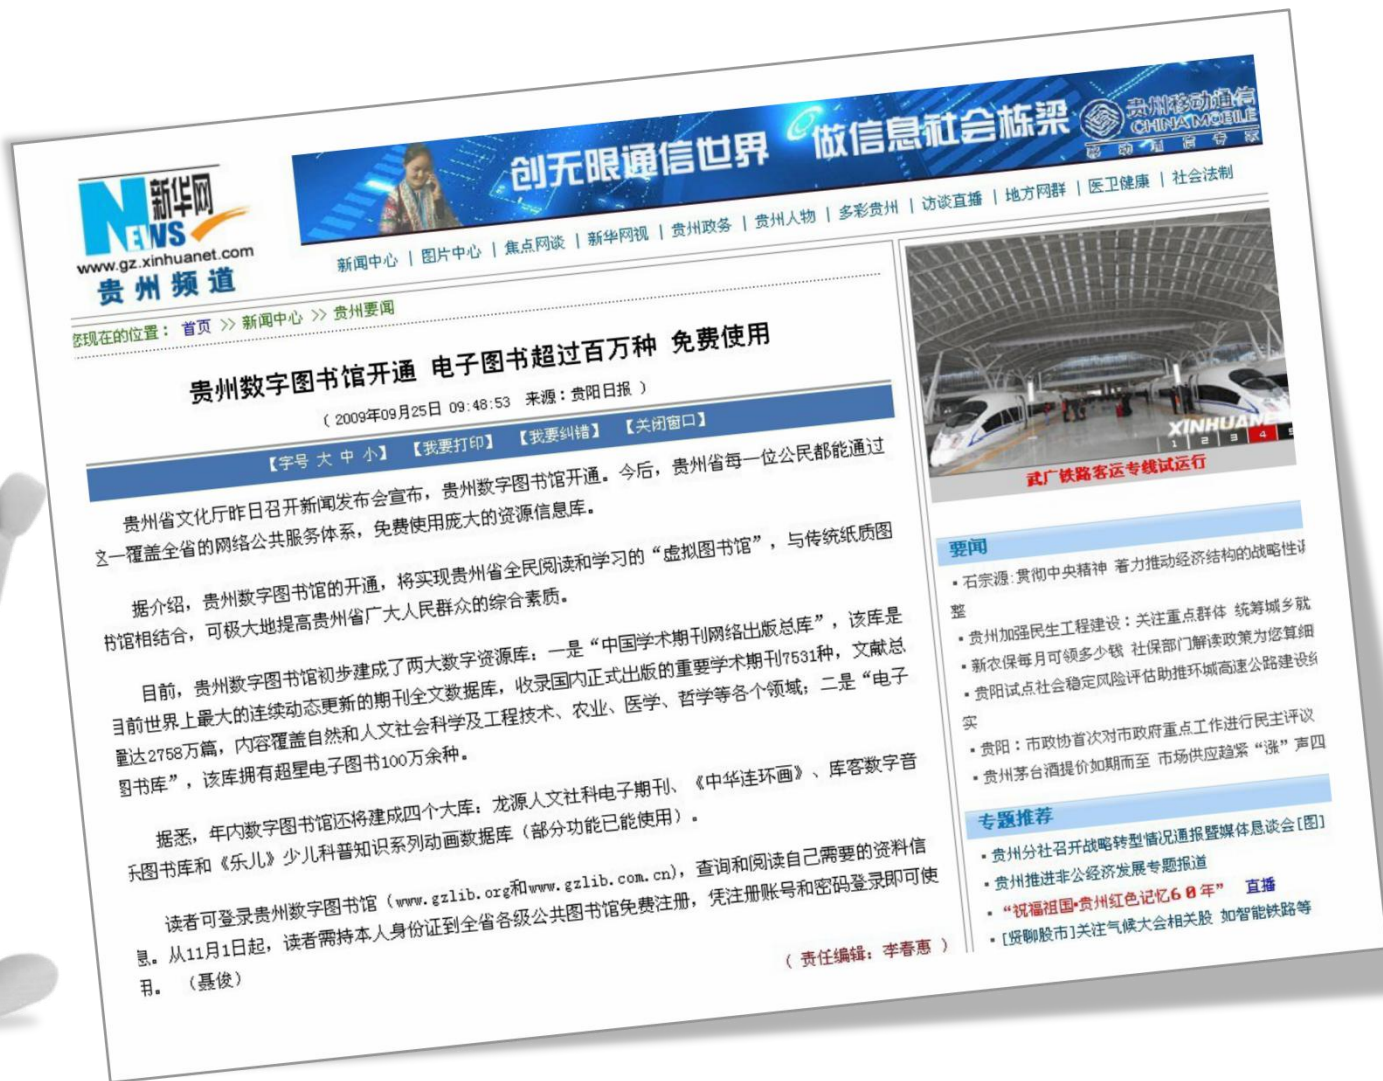 创无限通信世界 做信息社会栋梁
贵州移动通信
CHINA MOBILE
移动通信专家
NEWS 新华网
www.gz.xinhuanet.com
贵州频道
新闻中心 | 图片中心 | 焦点网谈 | 新华网视 | 贵州政务 | 贵州人物 | 多彩贵州 | 访谈直播 | 地方网群 | 医卫健康 | 社会法制
您现在的位置： 首页 >> 新闻中心 >> 贵州要闻
贵州数字图书馆开通 电子图书超过百万种 免费使用
（ 2009年09月25日 09:48:53 来源：贵阳日报 ）
【字号 大 中 小】 【我要打印】 【我要纠错】 【关闭窗口】
贵州省文化厅昨日召开新闻发布会宣布，贵州数字图书馆开通。今后，贵州省每一位公民都能通过
这一覆盖全省的网络公共服务体系，免费使用庞大的资源信息库。
据介绍，贵州数字图书馆的开通，将实现贵州省全民阅读和学习的“虚拟图书馆”，与传统纸质图
书馆相结合，可极大地提高贵州省广大人民群众的综合素质。
目前，贵州数字图书馆初步建成了两大数字资源库：一是“中国学术期刊网络出版总库”，该库是
目前世界上最大的连续动态更新的期刊全文数据库，收录国内正式出版的重要学术期刊7531种，文献总
量达2758万篇，内容覆盖自然和人文社会科学及工程技术、农业、医学、哲学等各个领域；二是“电子
图书库”，该库拥有超星电子图书100万余种。
据悉，年内数字图书馆还将建成四个大库：龙源人文社科电子期刊、《中华连环画》、库客数字音
乐图书库和《乐儿》少儿科普知识系列动画数据库（部分功能已能使用）。
读者可登录贵州数字图书馆（www.gzlib.org和www.gzlib.com.cn），查询和阅读自己需要的资料信
息。从11月1日起，读者需持本人身份证到全省各级公共图书馆免费注册，凭注册账号和密码登录即可使
用。 （聂俊）
（ 责任编辑：李春惠 ）
XINHUANE
1 2 3 4 5
武广铁路客运专线试运行
要闻
▪ 石宗源:贯彻中央精神 着力推动经济结构的战略性调
整
▪ 贵州加强民生工程建设：关注重点群体 统筹城乡就
▪ 新农保每月可领多少钱 社保部门解读政策为您算细
▪ 贵阳试点社会稳定风险评估助推环城高速公路建设纪
实
▪ 贵阳：市政协首次对市政府重点工作进行民主评议
▪ 贵州茅台酒提价如期而至 市场供应趋紧“涨”声四
专题推荐
▪ 贵州分社召开战略转型情况通报暨媒体恳谈会[图]
▪ 贵州推进非公经济发展专题报道
▪ “祝福祖国•贵州红色记忆60年” 直播
▪ [贤聊股市]关注气候大会相关股 如智能铁路等